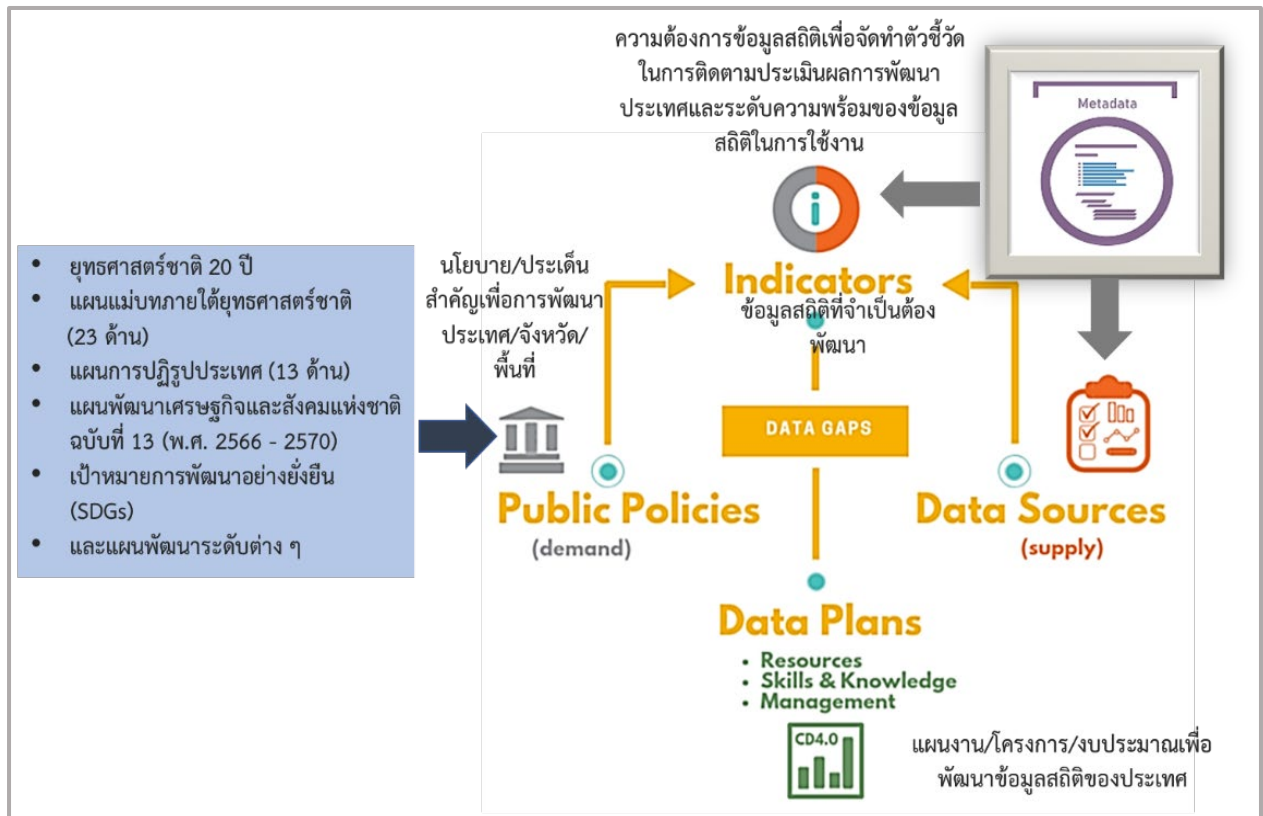 ความต้องการข้อมูลสถิติเพื่อจัดทำตัวชี้วัด
ในการติดตามประเมินผลการพัฒนา
ประเทศและระดับความพร้อมของข้อมูล
สถิติในการใช้งาน
Metadata
• ยุทธศาสตร์ชาติ 20 ปี
• แผนแม่บทภายใต้ยุทธศาสตร์ชาติ
(23 ด้าน)
• แผนการปฏิรูปประเทศ (13 ด้าน)
• แผนพัฒนาเศรษฐกิจและสังคมแห่งชาติ
ฉบับที่ 13 (พ.ศ. 2566 - 2570)
• เป้าหมายการพัฒนาอย่างยั่งยืน
(SDGs)
• และแผนพัฒนาระดับต่าง ๆ
นโยบาย/ประเด็น
สำคัญเพื่อการพัฒนา
ประเทศ/จังหวัด/
พื้นที่
i
Indicators
ข้อมูลสถิติที่จำเป็นต้อง
พัฒนา
DATA GAPS
Public Policies
(demand)
Data Sources
(supply)
Data Plans
• Resources
• Skills & Knowledge
• Management
CD4.0
แผนงาน/โครงการ/งบประมาณเพื่อ
พัฒนาข้อมูลสถิติของประเทศ